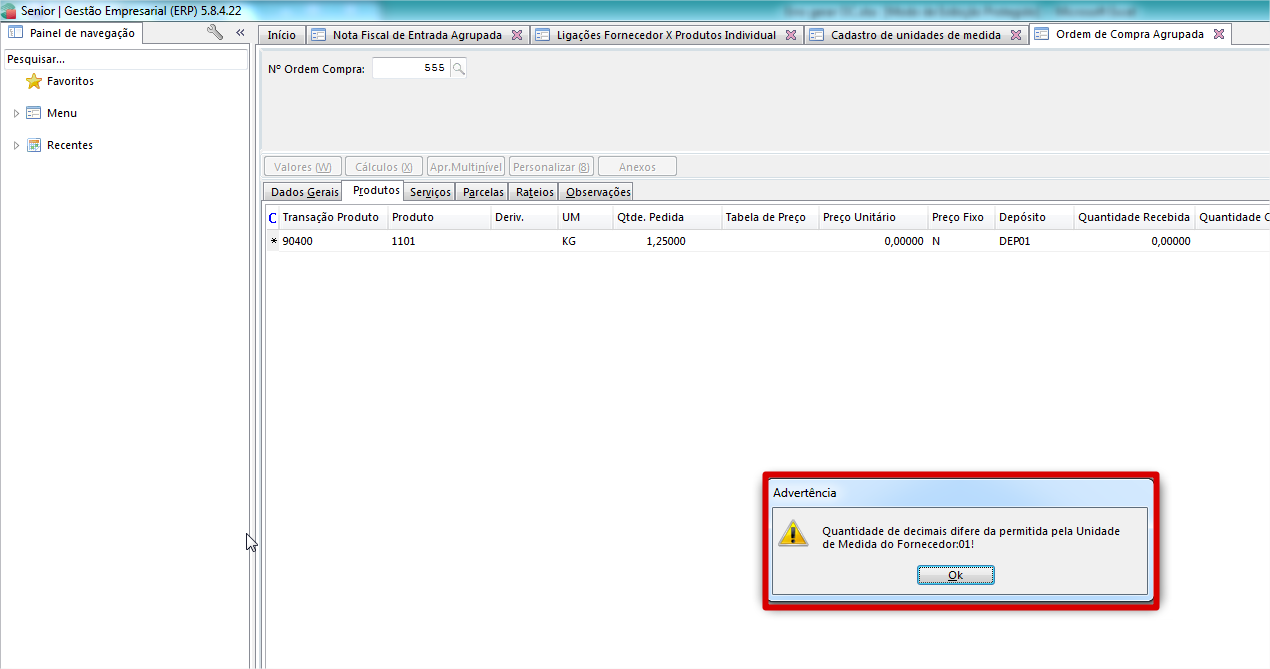 Senior | Gestão Empresarial (ERP) 5.8.4.22
Painel de navegação
Pesquisar...
Favoritos
Menu
Recentes
Início
Nota Fiscal de Entrada Agrupada
Ligações Fornecedor X Produtos Individual
Cadastro de unidades de medida
Ordem de Compra Agrupada
Nº Ordem Compra: 555
Valores (W) Cálculos (X) Apr.Multinível Personalizar (8) Anexos
Dados Gerais Produtos Serviços Parcelas Rateios Observações
C Transação Produto Produto Deriv. UM Qtde. Pedida Tabela de Preço Preço Unitário Preço Fixo Depósito Quantidade Recebida Quantidade C
* 90400 1101 KG 1,25000 0,00000 N DEP01 0,00000
Advertência
Quantidade de decimais difere da permitida pela Unidade
de Medida do Fornecedor:01!
Ok